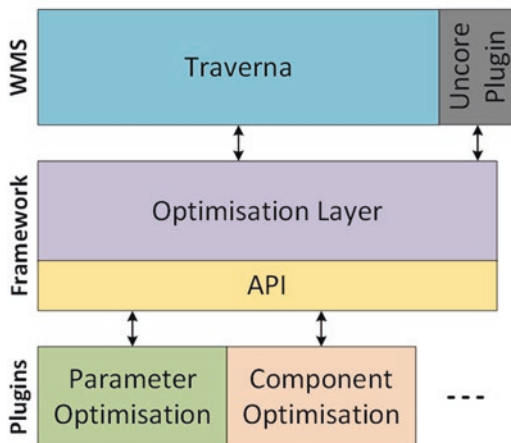 WMS
Traverna
Uncore
Plugin
Framework
Optimisation Layer
API
Plugins
Parameter
Optimisation
Component
Optimisation
----